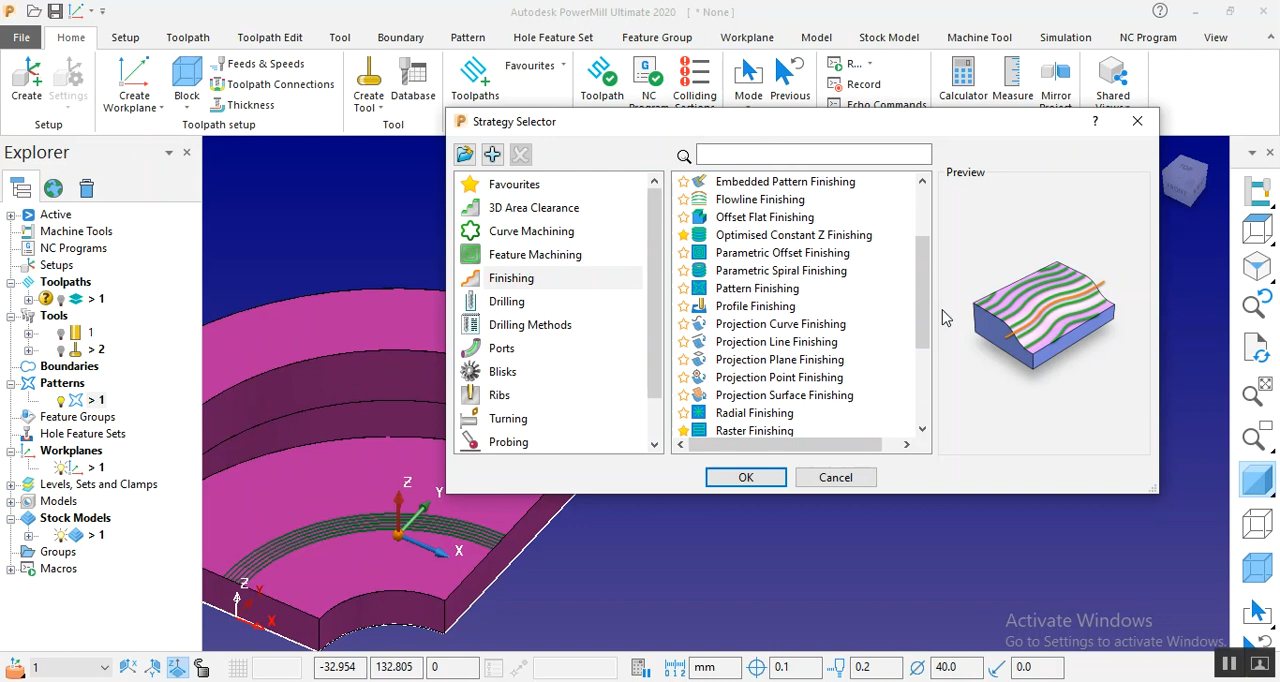 Autodesk PowerMill Ultimate 2020 [ * None ]
File Home Setup Toolpath Toolpath Edit Tool Boundary Pattern Hole Feature Set Feature Group Workplane Model Stock Model Machine Tool Simulation NC Program View
Create
Settings
Setup
Create
Workplane
Block
Feeds & Speeds
Toolpath Connections
Thickness
Toolpath setup
Create
Tool
Database
Tool
Toolpaths
Favourites
Toolpath
NC
Program
Colliding
Sections
Mode
Previous
R...
Record
Echo Commands
Calculator
Measure
Mirror
Project
Shared
Views
Explorer
Active
Machine Tools
NC Programs
Setups
Toolpaths
> 1
Tools
1
> 2
Boundaries
Patterns
> 1
Feature Groups
Hole Feature Sets
Workplanes
> 1
Levels, Sets and Clamps
Models
Stock Models
> 1
Groups
Macros
Strategy Selector
?
Favourites
3D Area Clearance
Curve Machining
Feature Machining
Finishing
Drilling
Drilling Methods
Ports
Blisks
Ribs
Turning
Probing
Embedded Pattern Finishing
Flowline Finishing
Offset Flat Finishing
Optimised Constant Z Finishing
Parametric Offset Finishing
Parametric Spiral Finishing
Pattern Finishing
Profile Finishing
Projection Curve Finishing
Projection Line Finishing
Projection Plane Finishing
Projection Point Finishing
Projection Surface Finishing
Radial Finishing
Raster Finishing
Preview
OK Cancel
TOP
FRONT
Z
Y
X
Z
Y
X
Activate Windows
Go to Settings to activate Windows.
1 -32.954 132.805 0 mm 0.1 0.2 40.0 0.0